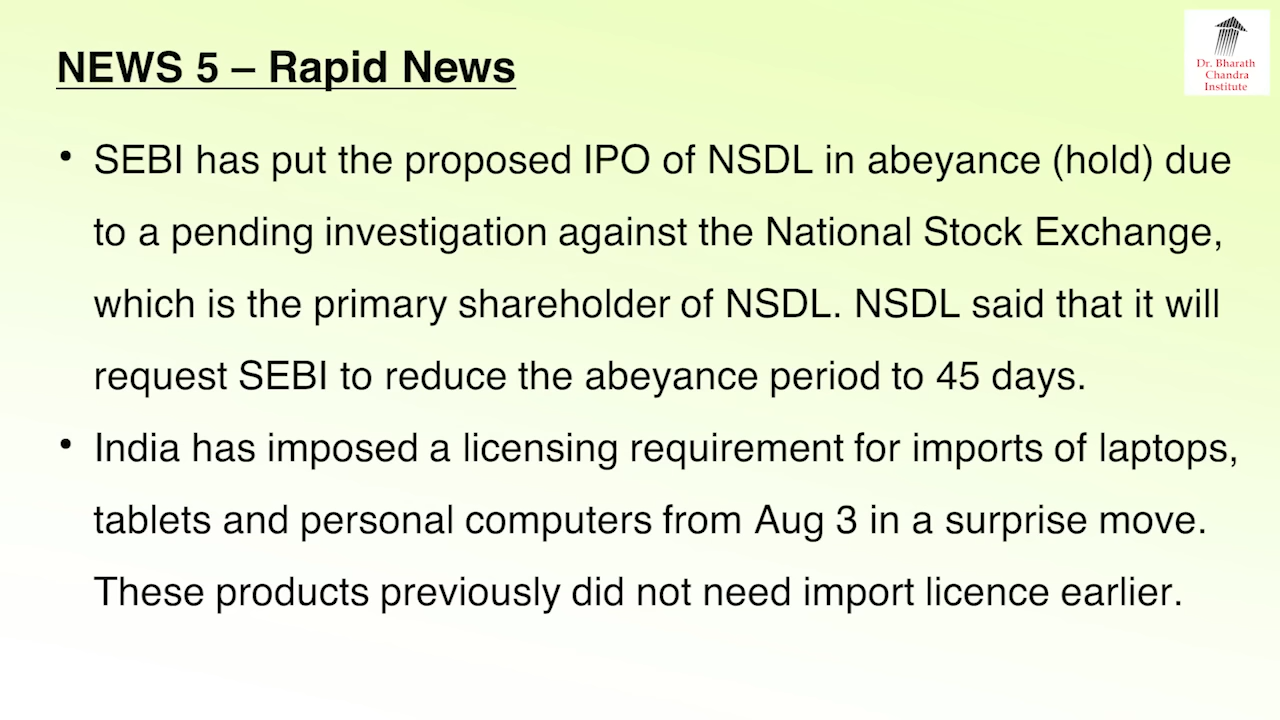 NEWS 5 – Rapid News
Dr. Bharath
Chandra
Institute
• SEBI has put the proposed IPO of NSDL in abeyance (hold) due
to a pending investigation against the National Stock Exchange,
which is the primary shareholder of NSDL. NSDL said that it will
request SEBI to reduce the abeyance period to 45 days.
• India has imposed a licensing requirement for imports of laptops,
tablets and personal computers from Aug 3 in a surprise move.
These products previously did not need import licence earlier.